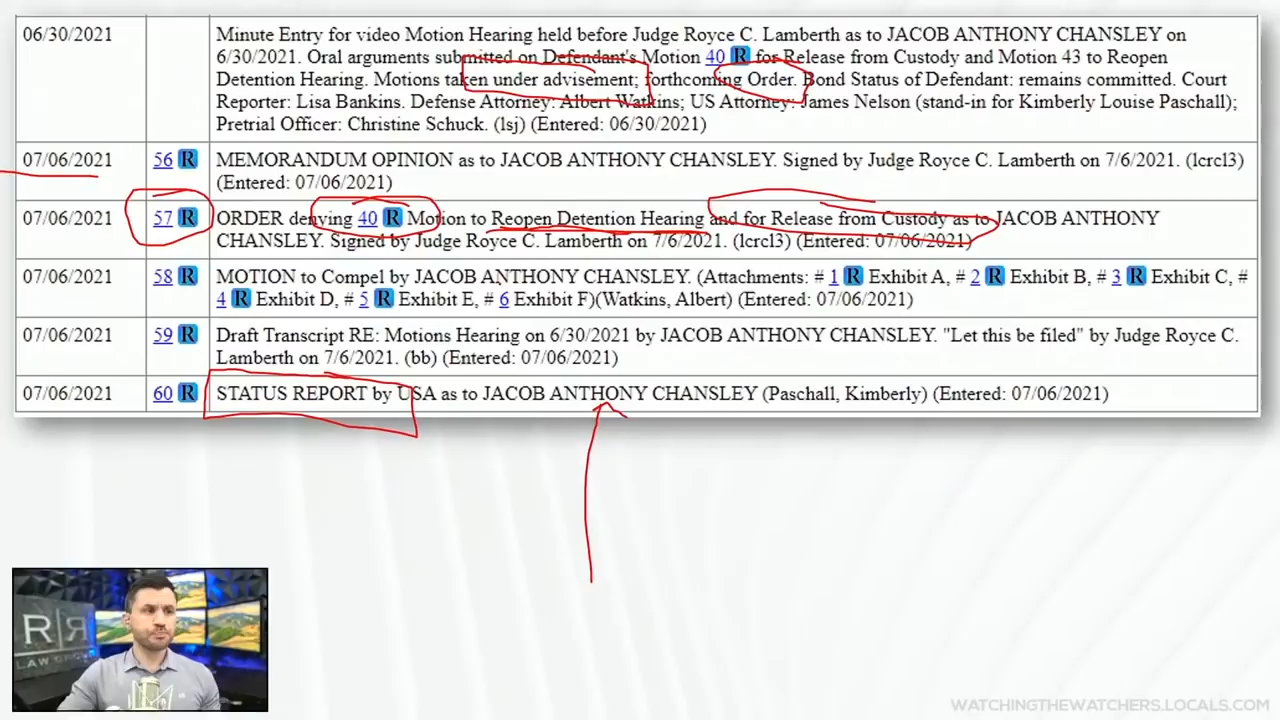 06/30/2021
Minute Entry for video Motion Hearing held before Judge Royce C. Lamberth as to JACOB ANTHONY CHANSLEY on
6/30/2021. Oral arguments submitted on Defendant's Motion 40 R for Release from Custody and Motion 43 to Reopen
Detention Hearing. Motions taken under advisement; forthcoming Order. Bond Status of Defendant: remains committed. Court
Reporter: Lisa Bankins. Defense Attorney: Albert Watkins; US Attorney: James Nelson (stand-in for Kimberly Louise Paschall);
Pretrial Officer: Christine Schuck. (lsj) (Entered: 06/30/2021)
07/06/2021 56 R MEMORANDUM OPINION as to JACOB ANTHONY CHANSLEY. Signed by Judge Royce C. Lamberth on 7/6/2021. (lcrcl3)
(Entered: 07/06/2021)
07/06/2021 57 R ORDER denying 40 R Motion to Reopen Detention Hearing and for Release from Custody as to JACOB ANTHONY
CHANSLEY. Signed by Judge Royce C. Lamberth on 7/6/2021. (lcrcl3) (Entered: 07/06/2021)
07/06/2021 58 R MOTION to Compel by JACOB ANTHONY CHANSLEY. (Attachments: # 1 R Exhibit A, # 2 R Exhibit B, # 3 R Exhibit C, #
4 R Exhibit D, # 5 R Exhibit E, # 6 Exhibit F)(Watkins, Albert) (Entered: 07/06/2021)
07/06/2021 59 R Draft Transcript RE: Motions Hearing on 6/30/2021 by JACOB ANTHONY CHANSLEY. "Let this be filed" by Judge Royce C.
Lamberth on 7/6/2021. (bb) (Entered: 07/06/2021)
07/06/2021 60 R STATUS REPORT by USA as to JACOB ANTHONY CHANSLEY (Paschall, Kimberly) (Entered: 07/06/2021)
R|R
LAW GRO
WATCHINGTHEWATCHERS.LOCALS.COM